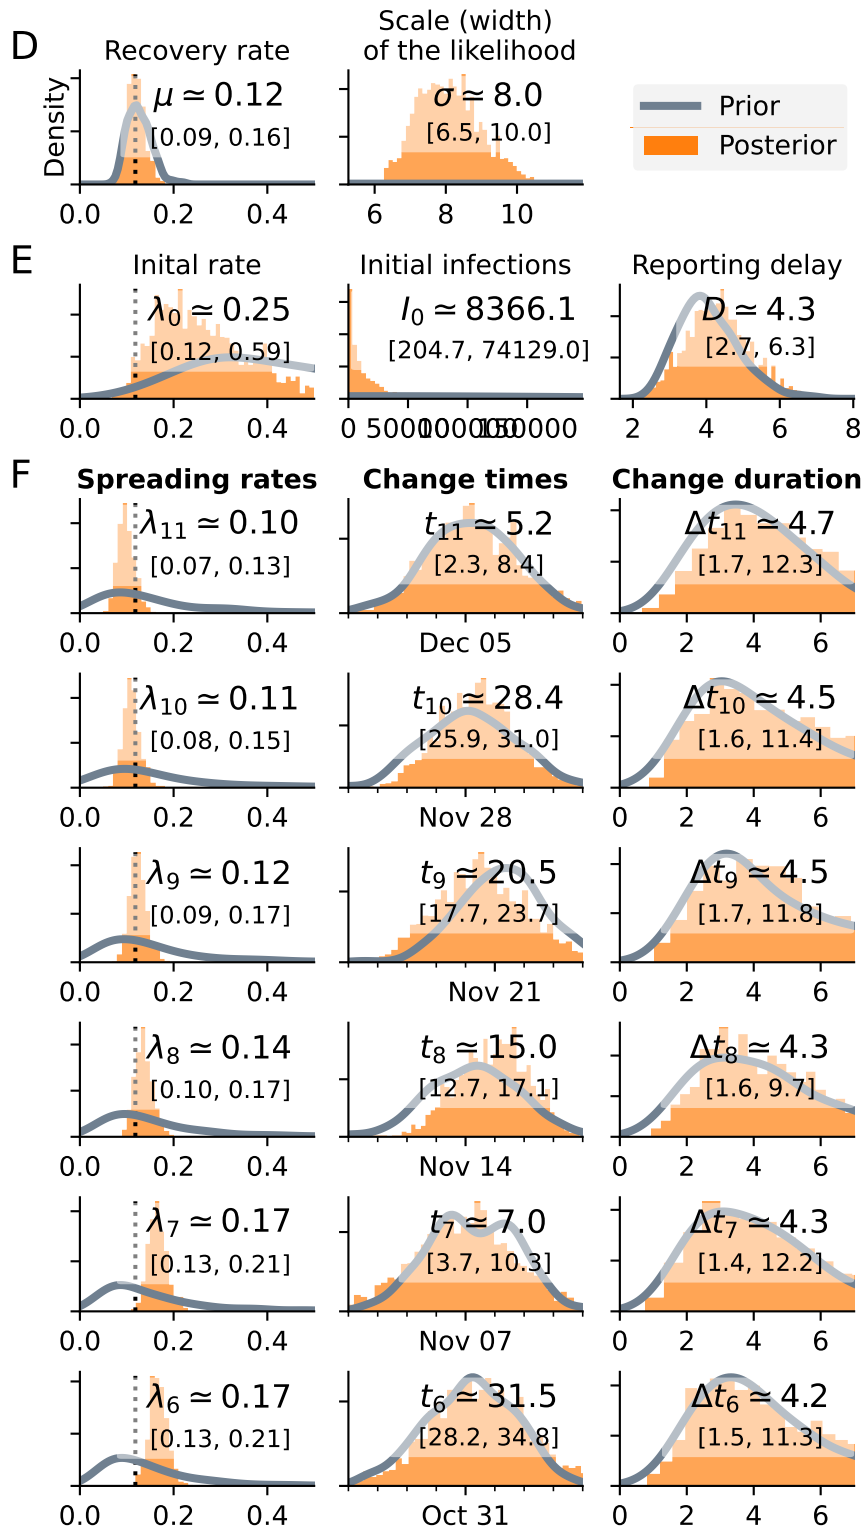 D
Recovery rate
Scale (width)
of the likelihood
Density
μ ≃ 0.12
[0.09, 0.16]
0.0 0.2 0.4
σ ≃ 8.0
[6.5, 10.0]
6 8 10
Prior
Posterior
E
Inital rate
λ0 ≃ 0.25
[0.12, 0.59]
0.0 0.2 0.4
Initial infections
I0 ≃ 8366.1
[204.7, 74129.0]
0 50000 100000 150000
Reporting delay
D ≃ 4.3
[2.7, 6.3]
2 4 6 8
F
Spreading rates Change times Change duration
λ11 ≃ 0.10
[0.07, 0.13]
0.0 0.2 0.4
t11 ≃ 5.2
[2.3, 8.4]
Dec 05
Δt11 ≃ 4.7
[1.7, 12.3]
0 2 4 6
λ10 ≃ 0.11
[0.08, 0.15]
0.0 0.2 0.4
t10 ≃ 28.4
[25.9, 31.0]
Nov 28
Δt10 ≃ 4.5
[1.6, 11.4]
0 2 4 6
λ9 ≃ 0.12
[0.09, 0.17]
0.0 0.2 0.4
t9 ≃ 20.5
[17.7, 23.7]
Nov 21
Δt9 ≃ 4.5
[1.7, 11.8]
0 2 4 6
λ8 ≃ 0.14
[0.10, 0.17]
0.0 0.2 0.4
t8 ≃ 15.0
[12.7, 17.1]
Nov 14
Δt8 ≃ 4.3
[1.6, 9.7]
0 2 4 6
λ7 ≃ 0.17
[0.13, 0.21]
0.0 0.2 0.4
t7 ≃ 7.0
[3.7, 10.3]
Nov 07
Δt7 ≃ 4.3
[1.4, 12.2]
0 2 4 6
λ6 ≃ 0.17
[0.13, 0.21]
0.0 0.2 0.4
t6 ≃ 31.5
[28.2, 34.8]
Oct 31
Δt6 ≃ 4.2
[1.5, 11.3]
0 2 4 6